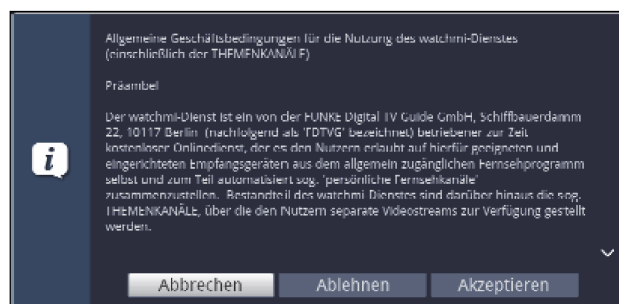 Allgemeine Geschäftsbedingungen für die Nutzung des watchmi-Dienstes
(einschließlich der THEMENKANÄLE)
Präambel
Der watchmi-Dienst ist ein von der FUNKE Digital TV Guide GmbH, Schiffbauerdamm
22, 10117 Berlin (nachfolgend als 'FDTVG' bezeichnet) betriebener zur Zeit
kostenloser Onlinedienst, der es den Nutzern erlaubt auf hierfür geeigneten und
eingerichteten Empfangsgeräten aus dem allgemein zugänglichen Fernsehprogramm
selbst und zum Teil automatisiert sog. 'persönliche Fernsehkanäle'
zusammenzustellen. Bestandteil des watchmi Dienstes sind darüber hinaus die sog.
THEMENKANÄLE, über die den Nutzern separate Videostreams zur Verfügung gestellt
werden.
Abbrechen Ablehnen Akzeptieren